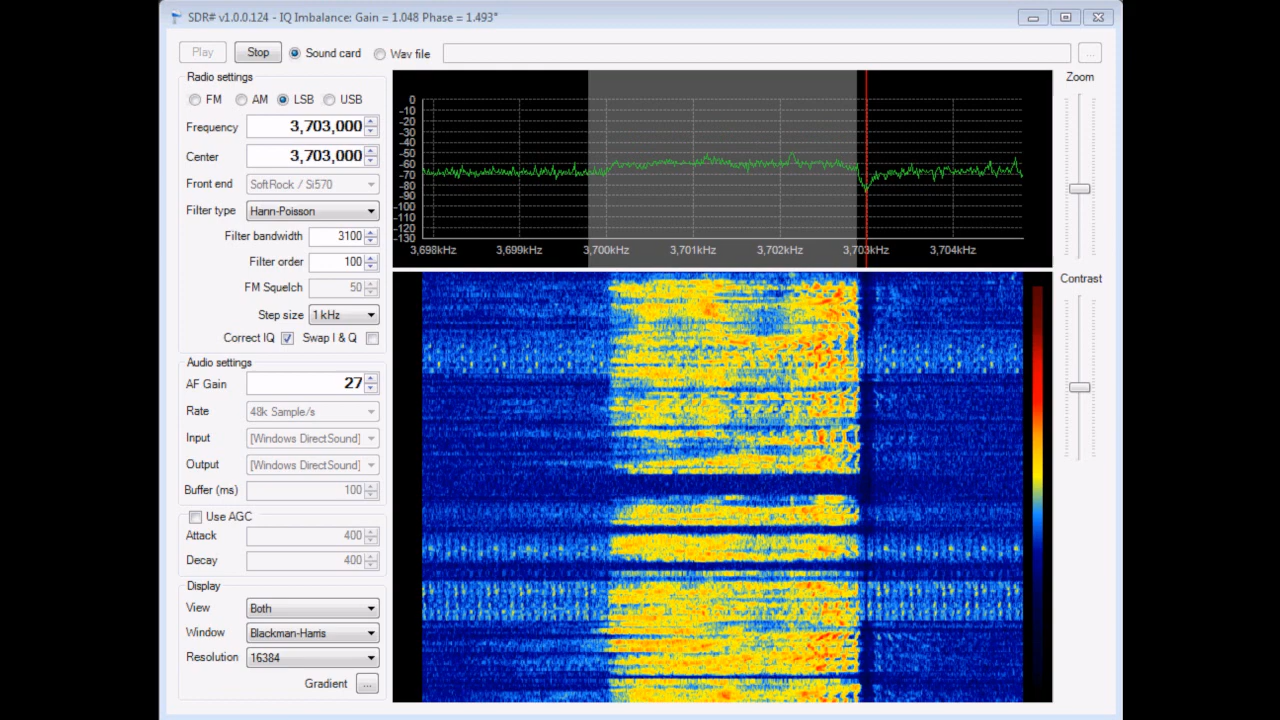 SDR# v1.0.0.124 - IQ Imbalance: Gain = 1.048 Phase = 1.493°
Play Stop Sound card Wav file ...
Radio settings
FM AM LSB USB
Frequency 3,703,000
Center 3,703,000
Front end SoftRock / Si570
Filter type Hann-Poisson
Filter bandwidth 3100
Filter order 100
FM Squelch 50
Step size 1 kHz
Correct IQ Swap I & Q
Audio settings
AF Gain 27
Rate 48k Sample/s
Input [Windows DirectSound]
Output [Windows DirectSound]
Buffer (ms) 100
Use AGC
Attack 400
Decay 400
Display
View Both
Window Blackman-Harris
Resolution 16384
Gradient ...
0
-10
-20
-30
-40
-50
-60
-70
-80
-90
-100
-110
-120
-130
3,698kHz 3,699kHz 3,700kHz 3,701kHz 3,702kHz 3,703kHz 3,704kHz
Zoom
Contrast